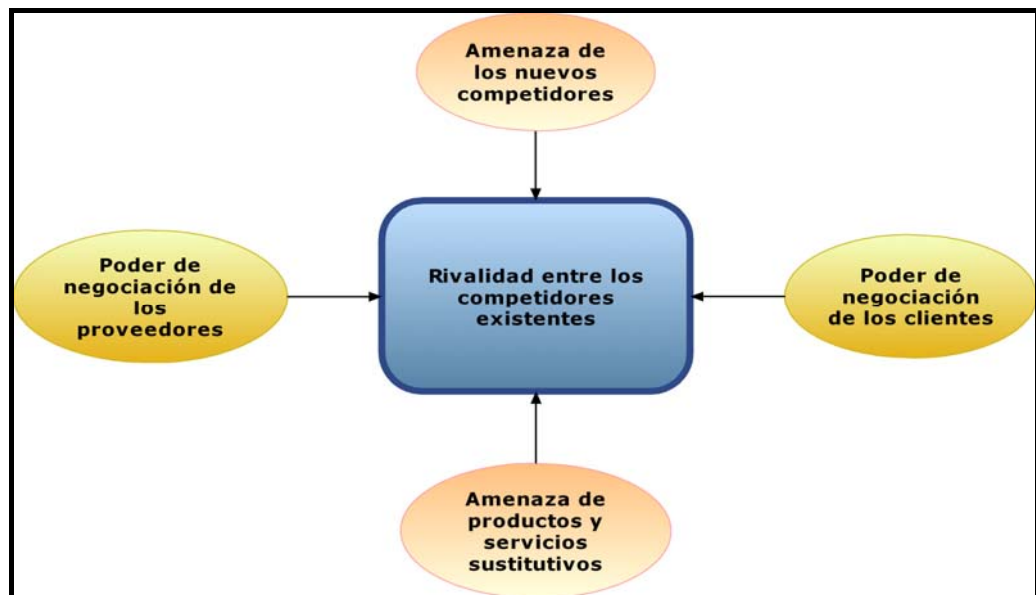 Amenaza de
los nuevos
competidores
Poder de
negociación de
los
proveedores
Rivalidad entre los
competidores
existentes
Poder de
negociación
de los clientes
Amenaza de
productos y
servicios
sustitutivos